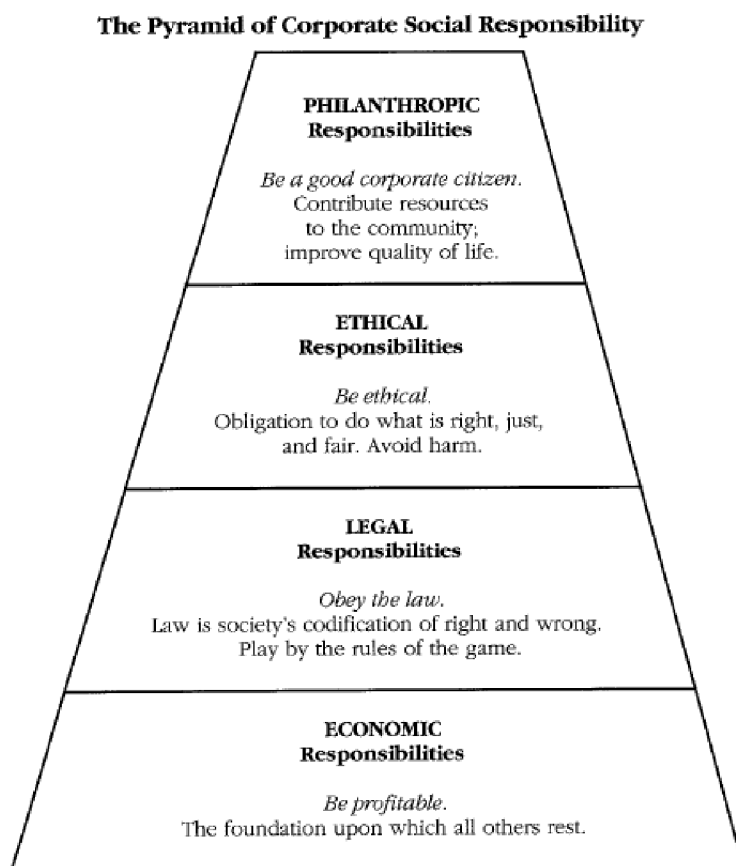 The Pyramid of Corporate Social Responsibility
PHILANTHROPIC
Responsibilities
Be a good corporate citizen.
Contribute resources
to the community;
improve quality of life.
ETHICAL
Responsibilities
Be ethical.
Obligation to do what is right, just,
and fair. Avoid harm.
LEGAL
Responsibilities
Obey the law.
Law is society's codification of right and wrong.
Play by the rules of the game.
ECONOMIC
Responsibilities
Be profitable.
The foundation upon which all others rest.